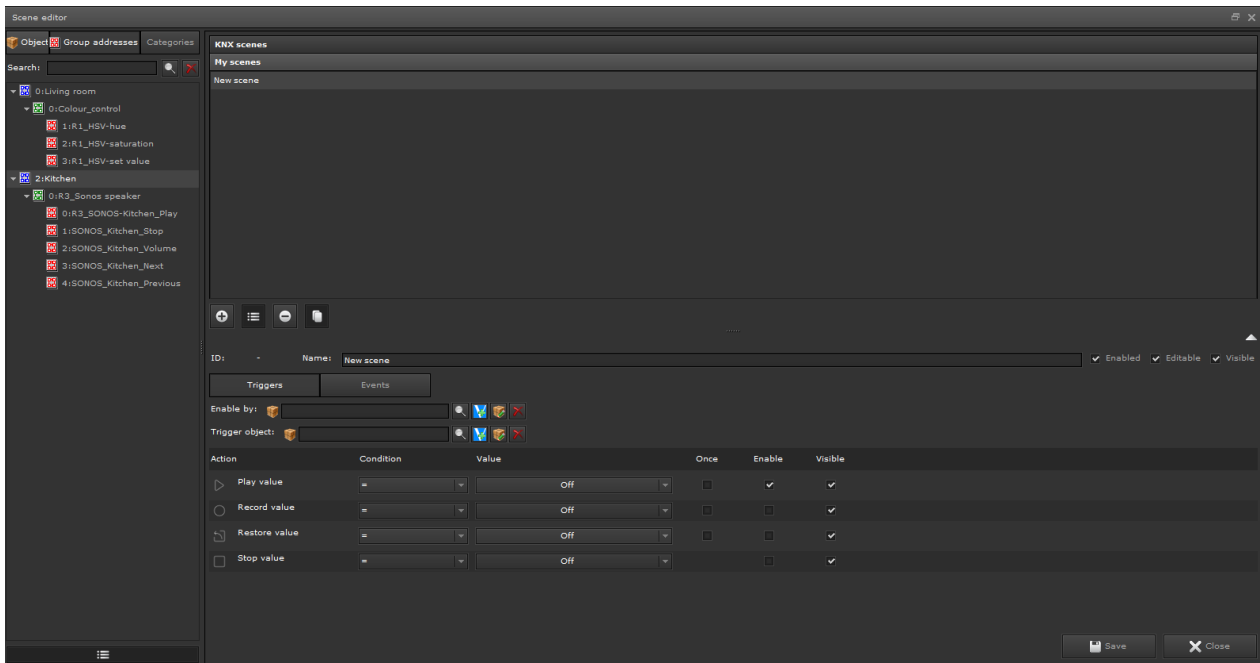 Scene editor
Object Group addresses Categories
Search:
0:Living room
0:Colour_control
1:R1_HSV-hue
2:R1_HSV-saturation
3:R1_HSV-set value
2:Kitchen
0:R3_Sonos speaker
0:R3_SONOS-Kitchen_Play
1:SONOS_Kitchen_Stop
2:SONOS_Kitchen_Volume
3:SONOS_Kitchen_Next
4:SONOS_Kitchen_Previous
KNX scenes
My scenes
New scene
ID: - Name: New scene Enabled Editable Visible
Triggers Events
Enable by:
Trigger object:
Action Condition Value Once Enable Visible
Play value = Off
Record value = Off
Restore value = Off
Stop value = Off
Save Close